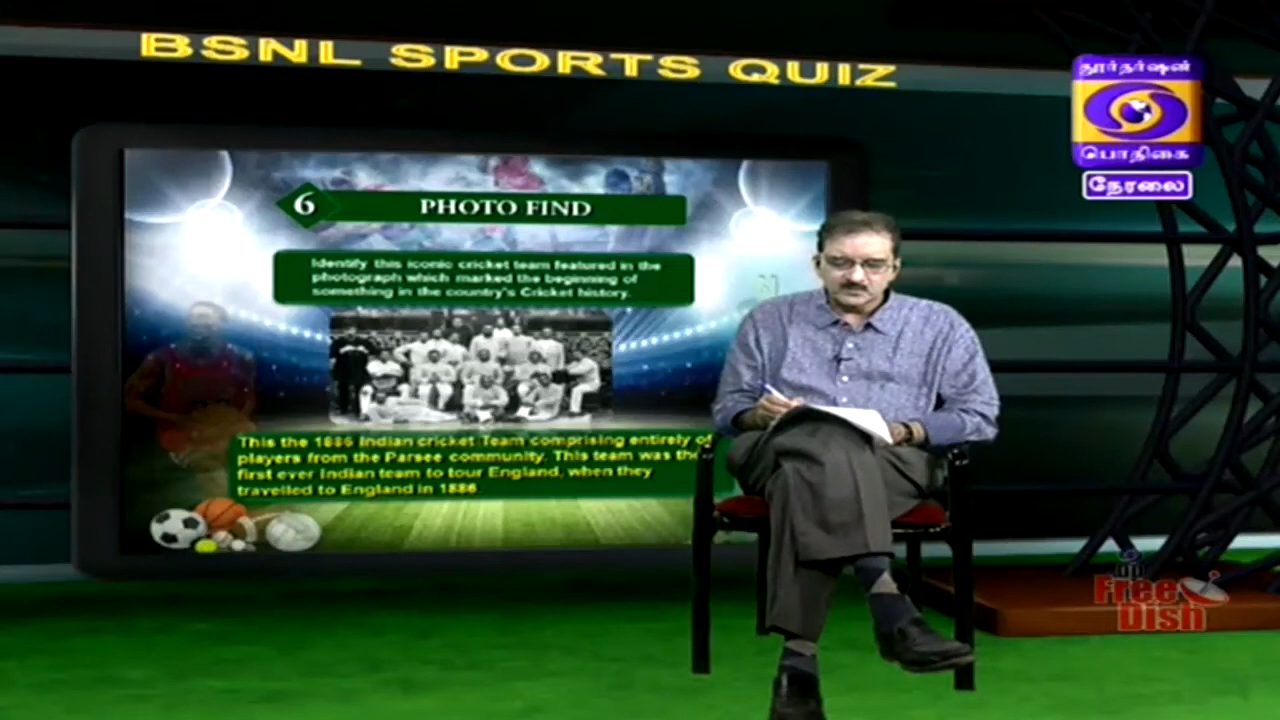 BSNL SPORTS QUIZ
தூர்தர்ஷன்
பொதிகை
நேரலை
6 PHOTO FIND
Identify this iconic cricket team featured in the
photograph which marked the beginning of
something in the country's Cricket history.
This the 1886 Indian cricket Team comprising entirely of
players from the Parsee community. This team was the
first ever Indian team to tour England, when they
travelled to England in 1886
DD
Free
Dish